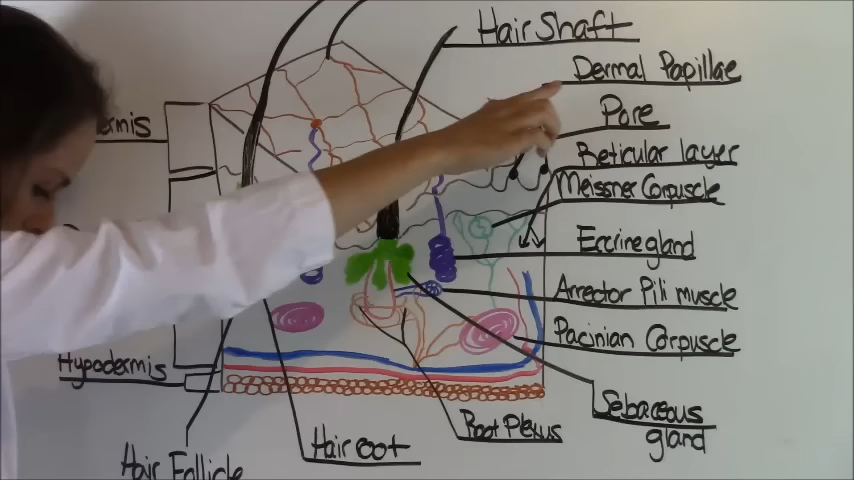 Hair Shaft
Dermal Papillae
Pore
Reticular layer
Meissner Corpuscle
Eccrine gland
Arrector Pili muscle
Pacinian Corpuscle
Sebaceous
gland
Root Plexus
Hair root
Hair Follicle
Hypodermis